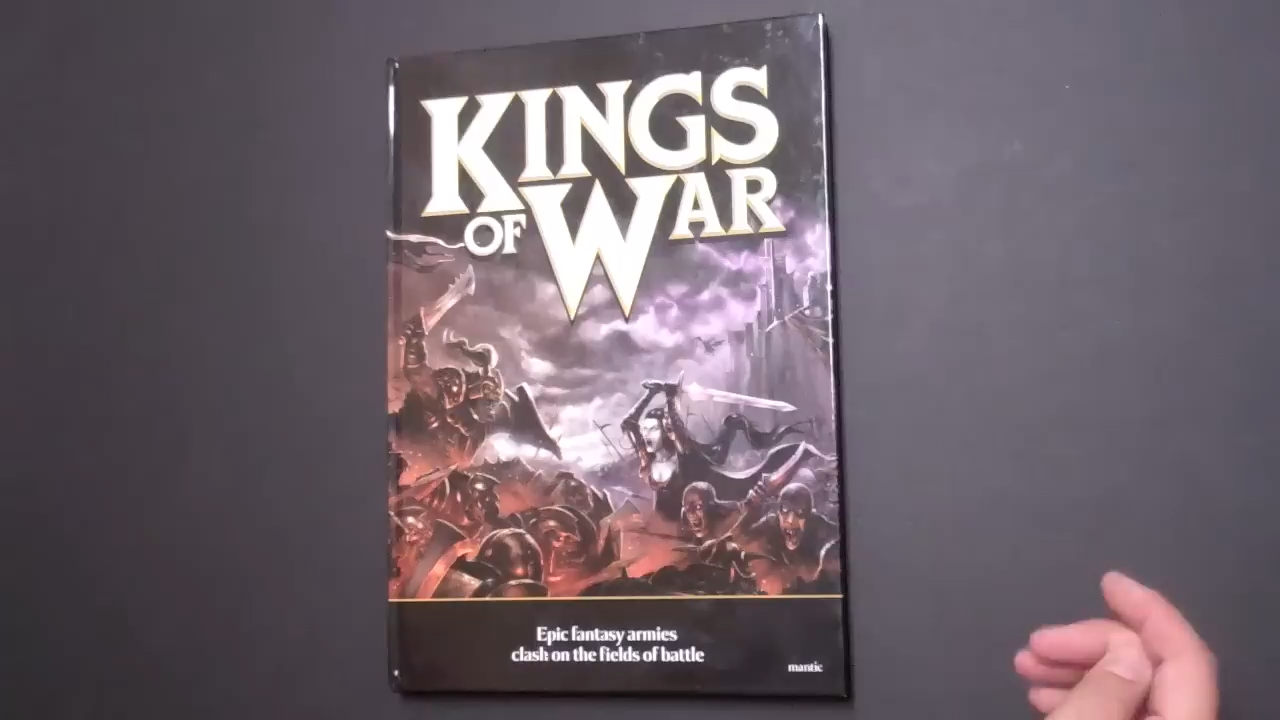 KINGS
OF WAR
Epic fantasy armies
clash on the fields of battle
mantic